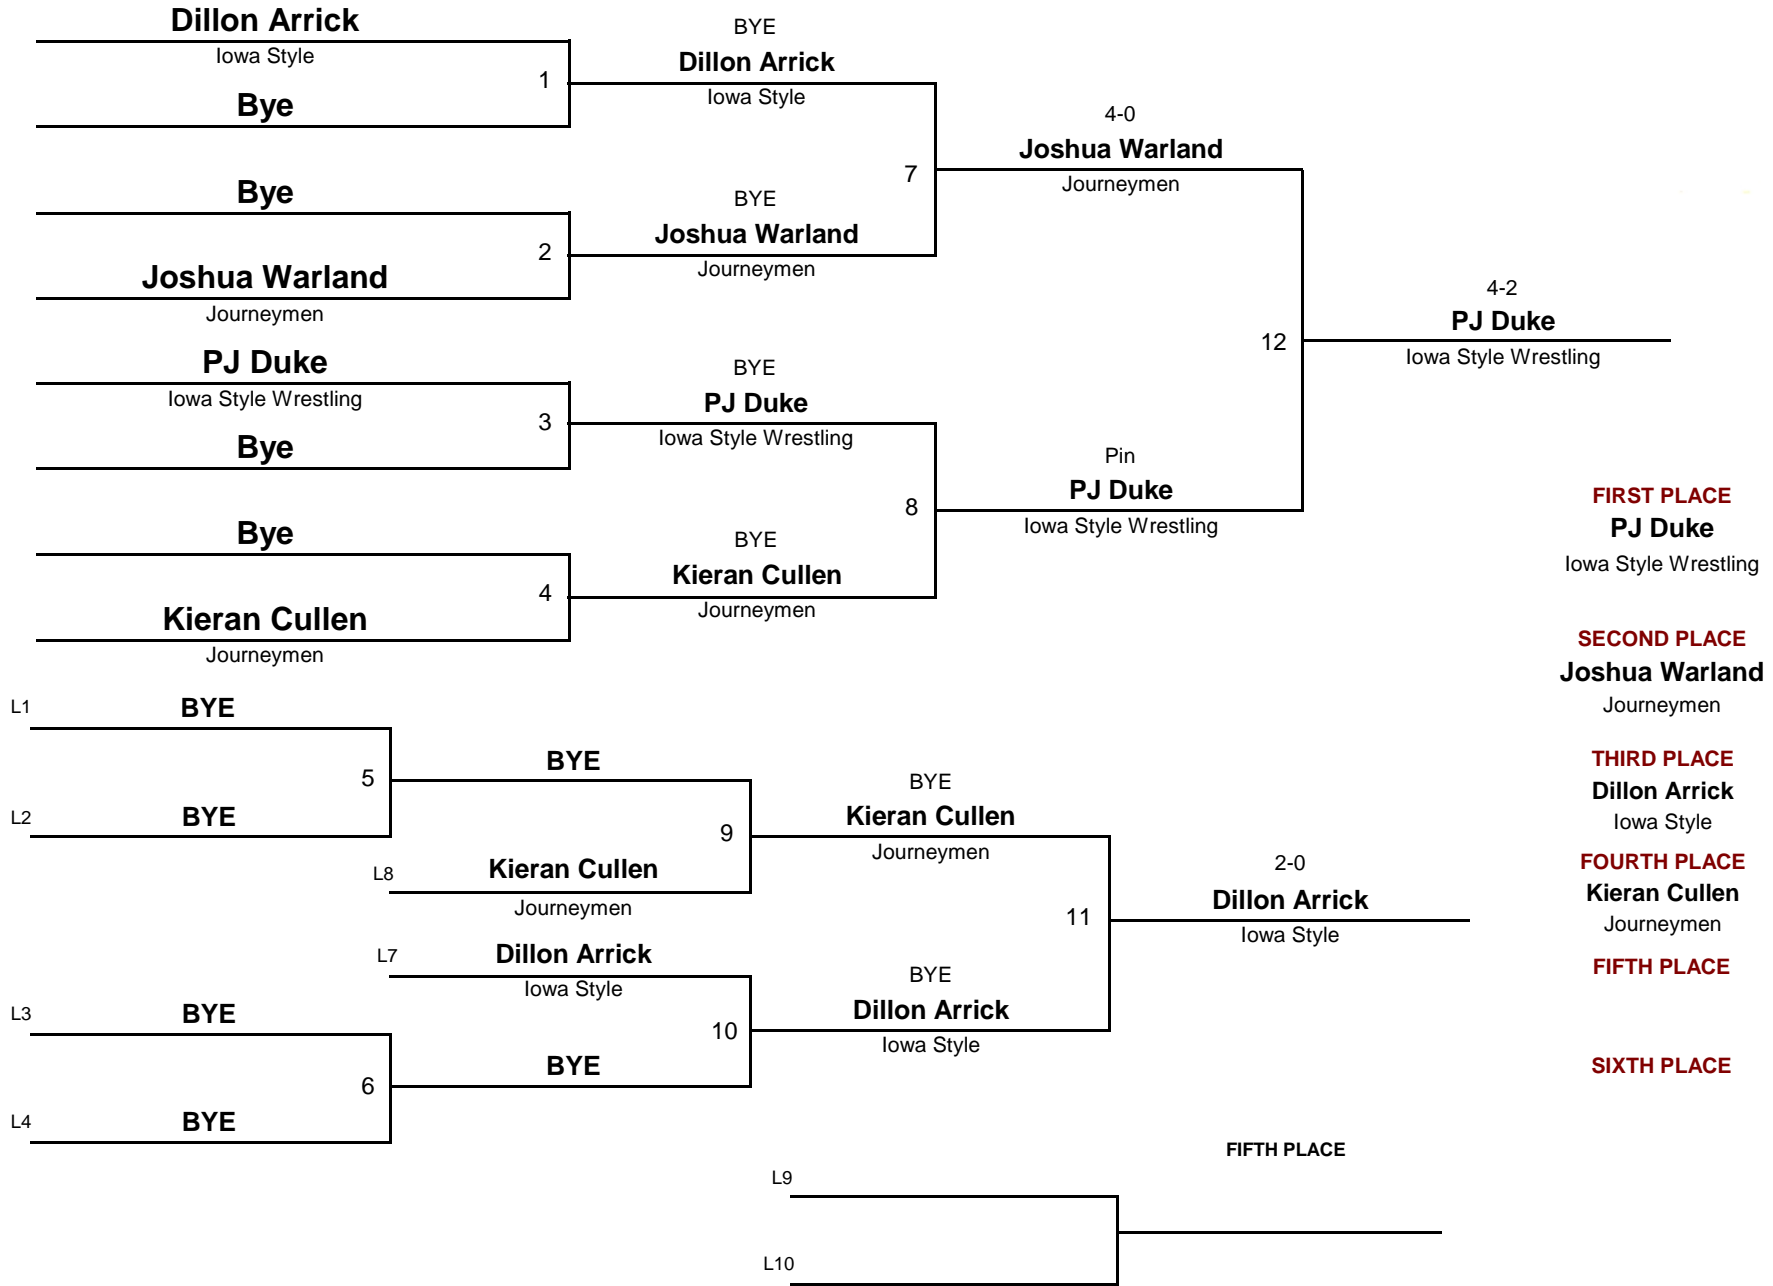 Dillon Arrick
Iowa Style
1
Bye
BYE
Dillon Arrick
Iowa Style
Bye
2
Joshua Warland
Journeymen
BYE
Joshua Warland
Journeymen
7
4-0
Joshua Warland
Journeymen
PJ Duke
Iowa Style Wrestling
3
Bye
BYE
PJ Duke
Iowa Style Wrestling
Bye
4
Kieran Cullen
Journeymen
BYE
Kieran Cullen
Journeymen
8
Pin
PJ Duke
Iowa Style Wrestling
12
4-2
PJ Duke
Iowa Style Wrestling
FIRST PLACE
PJ Duke
Iowa Style Wrestling
SECOND PLACE
Joshua Warland
Journeymen
THIRD PLACE
Dillon Arrick
Iowa Style
FOURTH PLACE
Kieran Cullen
Journeymen
FIFTH PLACE
SIXTH PLACE
L1
BYE
5
L2
BYE
BYE
9
L8
Kieran Cullen
Journeymen
BYE
Kieran Cullen
Journeymen
L7
Dillon Arrick
Iowa Style
L3
BYE
6
L4
BYE
10
BYE
BYE
Dillon Arrick
Iowa Style
11
2-0
Dillon Arrick
Iowa Style
FIFTH PLACE
L9
L10